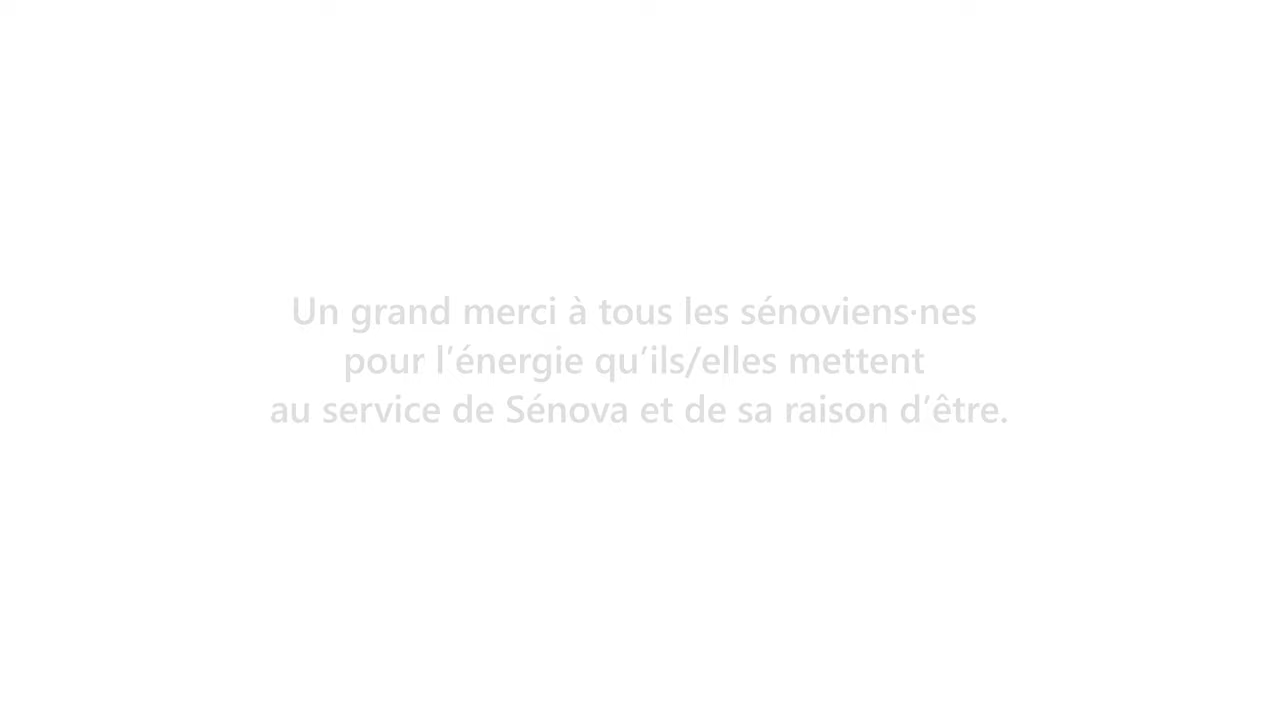 Un grand merci à tous les sénoviens·nes
pour l’énergie qu’ils/elles mettent
au service de Sénova et de sa raison d’être.